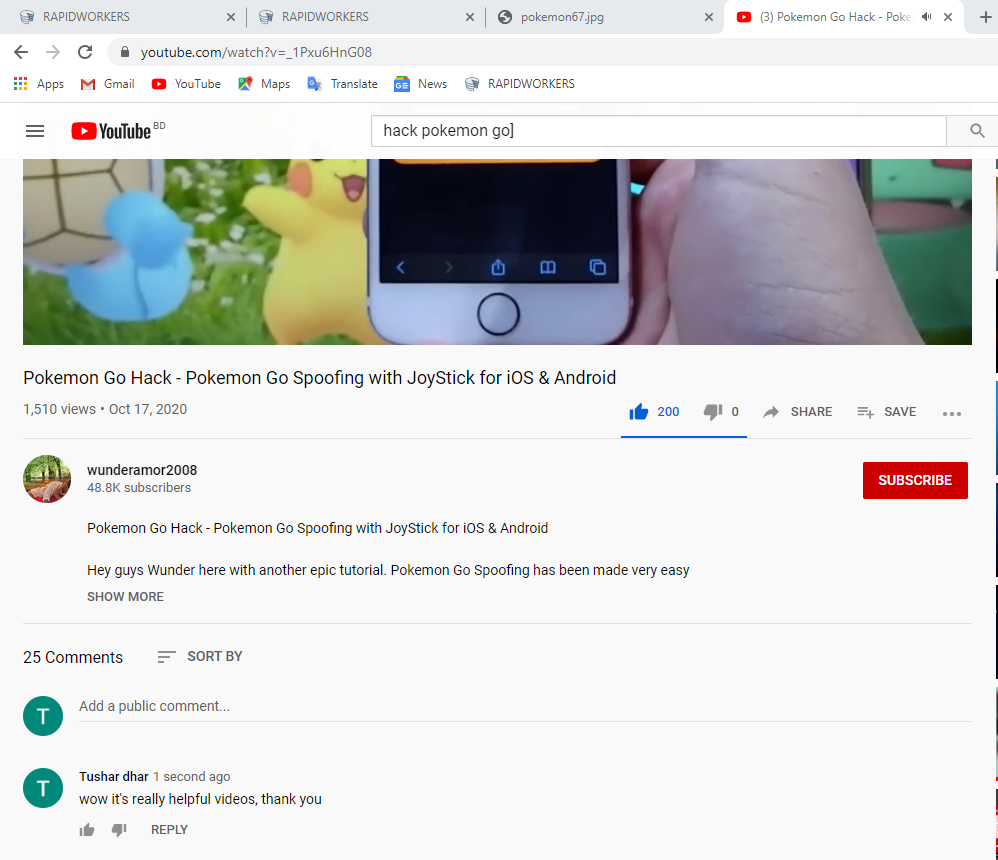 RAPIDWORKERS
RAPIDWORKERS
pokemon67.jpg
(3) Pokemon Go Hack - Poke
youtube.com/watch?v=_1Pxu6HnG08
Apps Gmail YouTube Maps Translate News RAPIDWORKERS
YouTube BD
hack pokemon go]
Pokemon Go Hack - Pokemon Go Spoofing with JoyStick for iOS & Android
1,510 views • Oct 17, 2020
200 0 SHARE SAVE
wunderamor2008
48.8K subscribers
SUBSCRIBE
Pokemon Go Hack - Pokemon Go Spoofing with JoyStick for iOS & Android
Hey guys Wunder here with another epic tutorial. Pokemon Go Spoofing has been made very easy
SHOW MORE
25 Comments SORT BY
T
Add a public comment...
T
Tushar dhar 1 second ago
wow it's really helpful videos, thank you
REPLY